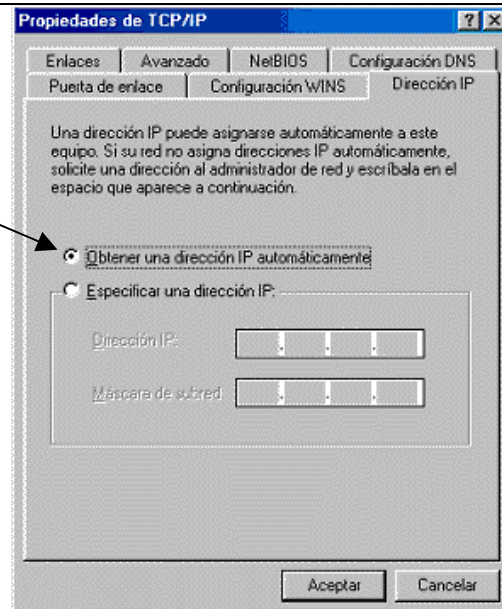 Propiedades de TCP/IP
Enlaces Avanzado NetBIOS Configuración DNS
Puerta de enlace Configuración WINS Dirección IP
Una dirección IP puede asignarse automáticamente a este
equipo. Si su red no asigna direcciones IP automáticamente,
solicite una dirección al administrador de red y escríbala en el
espacio que aparece a continuación.
Obtener una dirección IP automáticamente
Especificar una dirección IP:
Dirección IP:
Máscara de subred:
Aceptar Cancelar